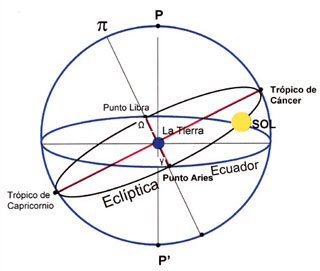 π
P
Trópico de
Cáncer
Punto Libra
Ω
SOL
La Tierra
γ
Punto Aries
Ecuador
Eclíptica
Trópico de
Capricornio
P'